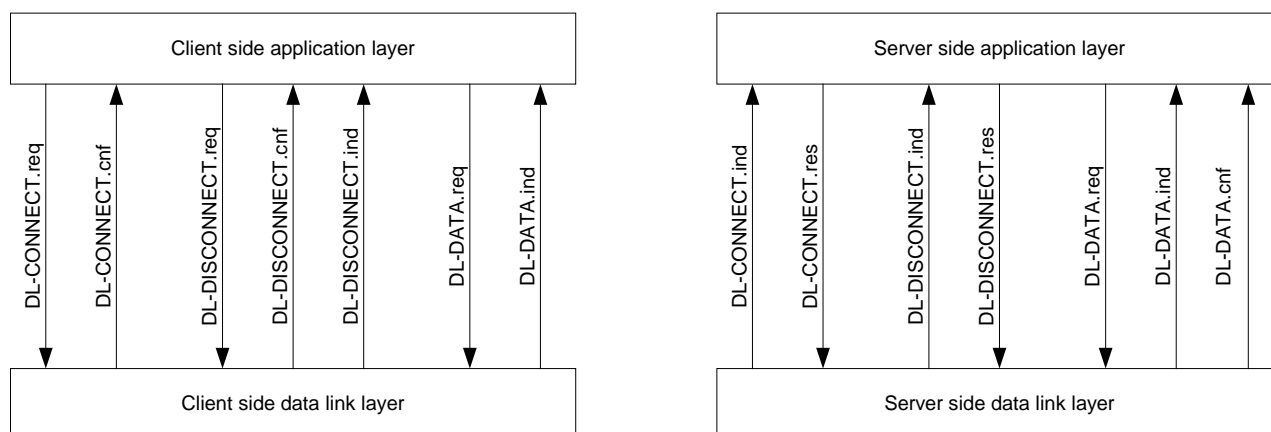 Client side application layer
Server side application layer
DL-CONNECT.req
DL-CONNECT.cnf
DL-DISCONNECT.req
DL-DISCONNECT.cnf
DL-DISCONNECT.ind
DL-DATA.req
DL-DATA.ind
DL-CONNECT.ind
DL-CONNECT.res
DL-DISCONNECT.ind
DL-DISCONNECT.res
DL-DATA.req
DL-DATA.ind
DL-DATA.cnf
Client side data link layer
Server side data link layer